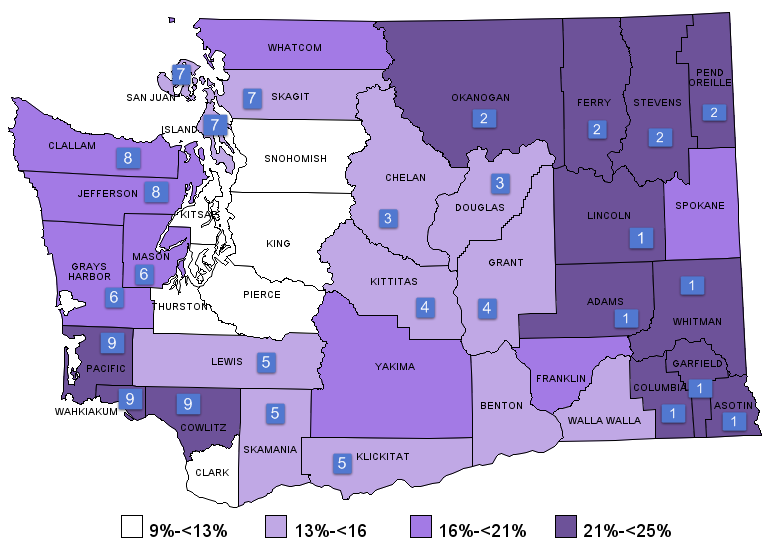 WHATCOM
PEND
OREILLE
7
SAN JUAN
7
SKAGIT
OKANOGAN
2
FERRY
2
STEVENS
2
2
ISLAND
7
CLALLAM
8
SNOHOMISH
CHELAN
3
3
DOUGLAS
JEFFERSON
8
KITSAP
LINCOLN
1
SPOKANE
KING
MASON
6
GRAYS
HARBOR
6
GRANT
4
KITTITAS
4
THURSTON
PIERCE
ADAMS
1
1
WHITMAN
9
PACIFIC
LEWIS
5
YAKIMA
FRANKLIN
GARFIELD
1
COLUMBIA
1
ASOTIN
1
WAHKIAKUM
9
9
COWLITZ
5
SKAMANIA
BENTON
WALLA WALLA
5
KLICKITAT
CLARK
9%-<13%
13%-<16
16%-<21%
21%-<25%